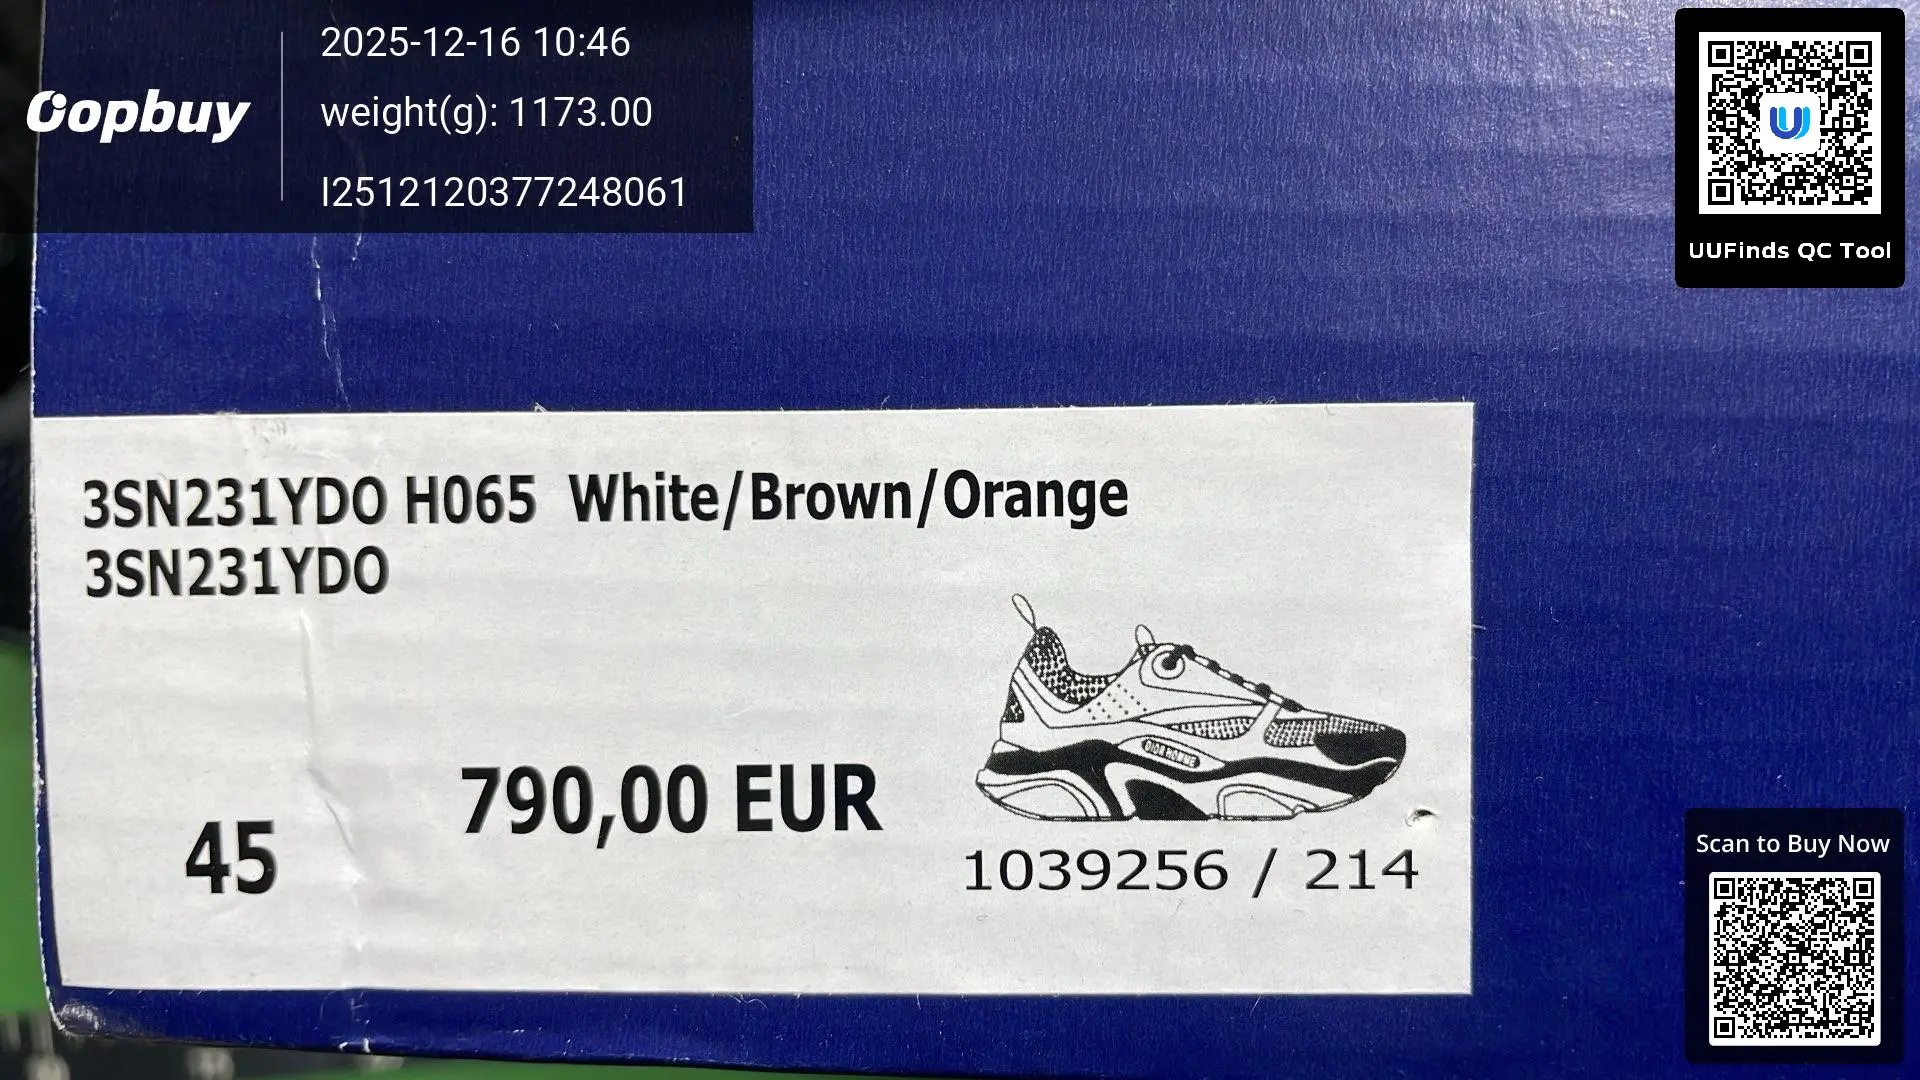 Oopbuy
2025-12-16 10:46
weight(g): 1173.00
I2512120377248061
UUFinds QC Tool
3SN231YDO H065 White/Brown/Orange
3SN231YDO
DIOR HOMME
45
790,00 EUR
1039256 / 214
Scan to Buy Now